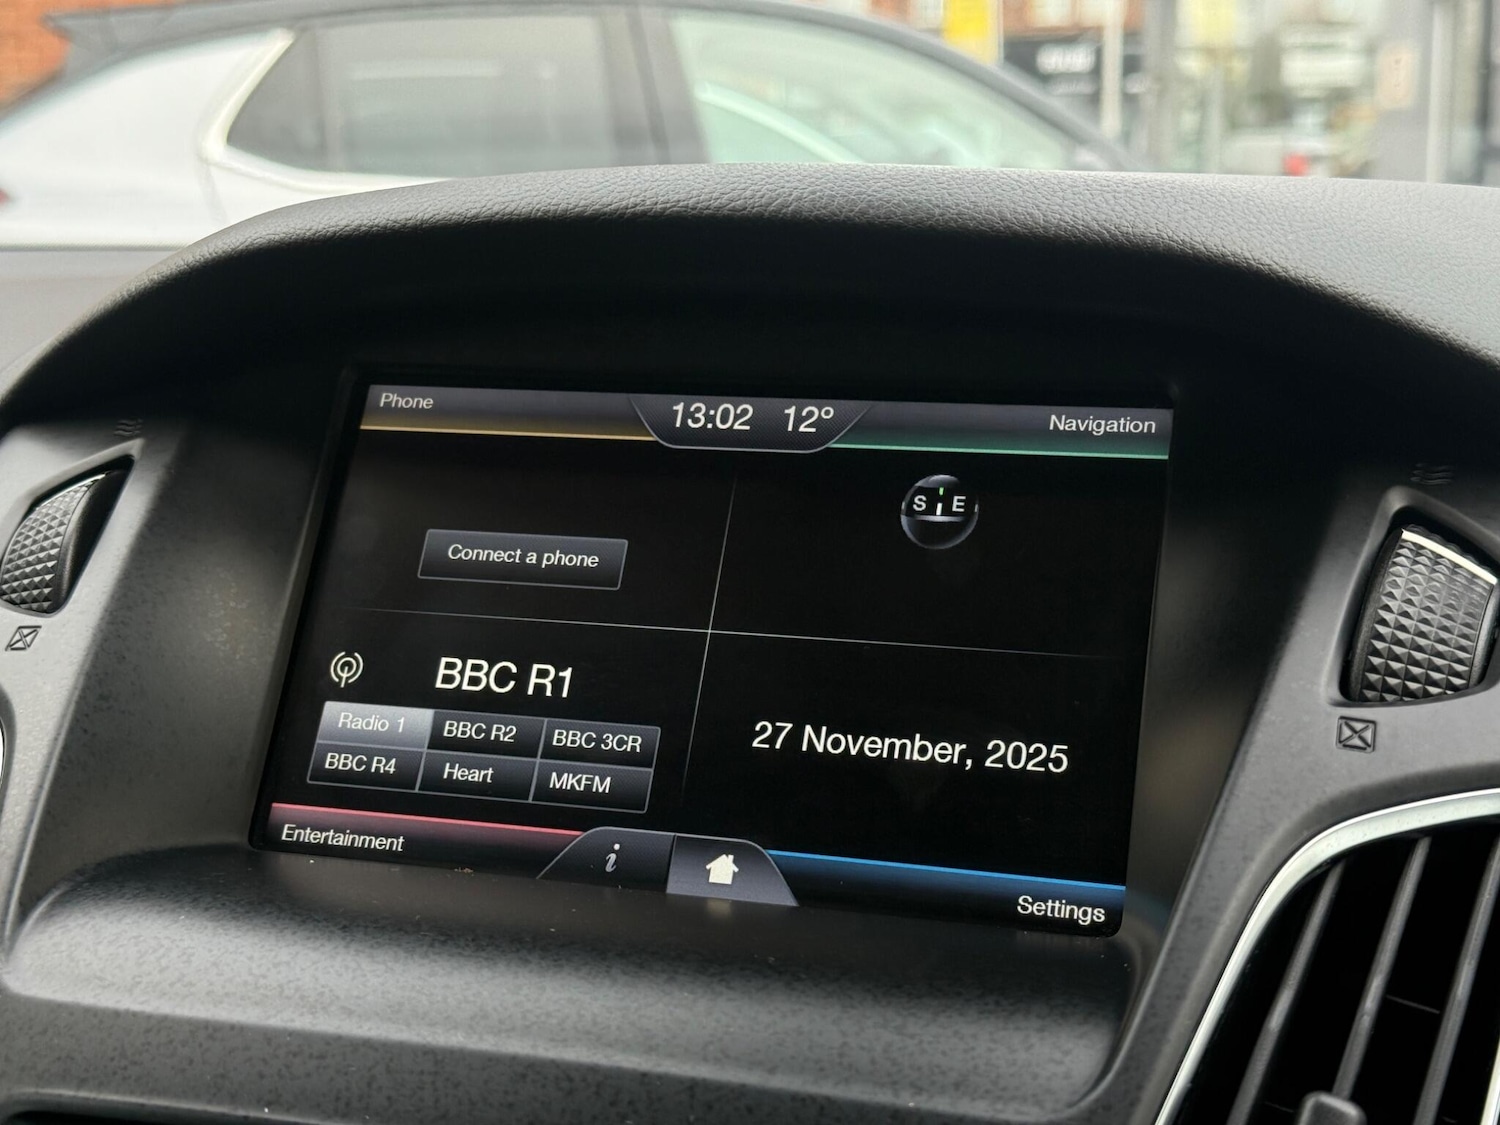 Phone
13:02 12°
Navigation
S E
Connect a phone
BBC R1
Radio 1 BBC R2 BBC 3CR
BBC R4 Heart MKFM
27 November, 2025
Entertainment
i
Settings